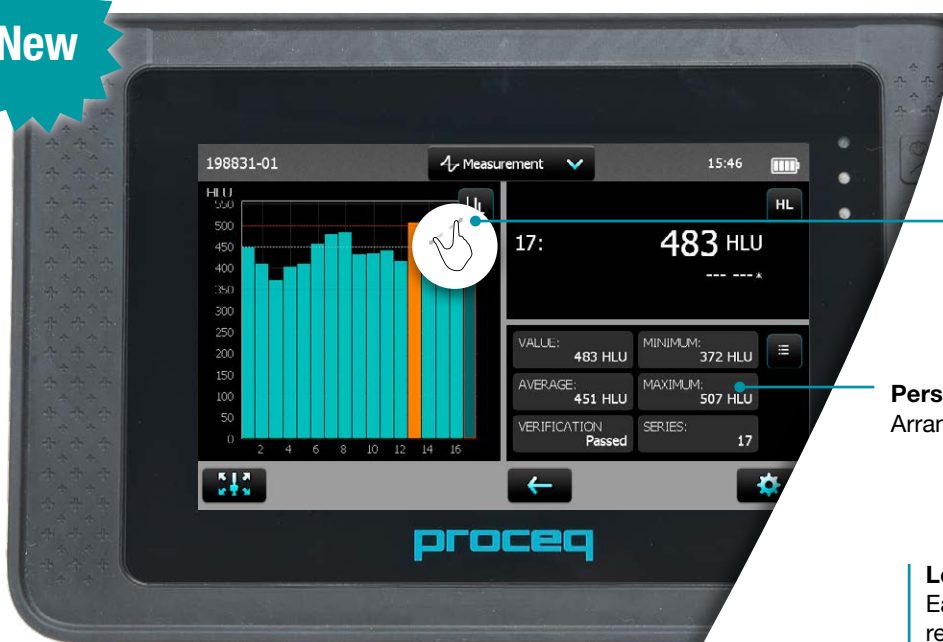 New
198831-01
Measurement
15:46
HLU
550
500
450
400
350
300
250
200
150
100
50
0
2 4 6 8 10 12 14 16
HL
17: 483 HLU
--- ---*
VALUE: 483 HLU
MINIMUM: 372 HLU
AVERAGE: 451 HLU
MAXIMUM: 507 HLU
VERIFICATION Passed
SERIES: 17
proceq
Pers
Arran
Ea
re